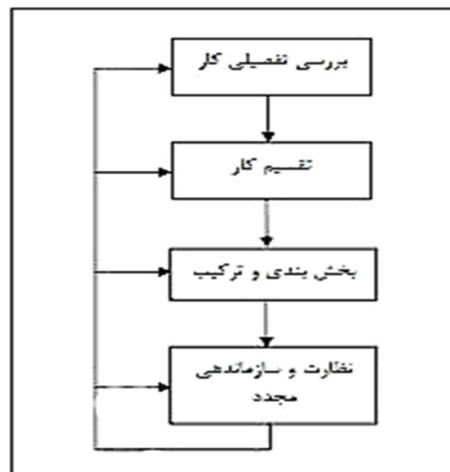 بررسی تفصیلی کار
تقسیم کار
بخش بندی و ترکیب
نظارت و سازماندهی
مجدد